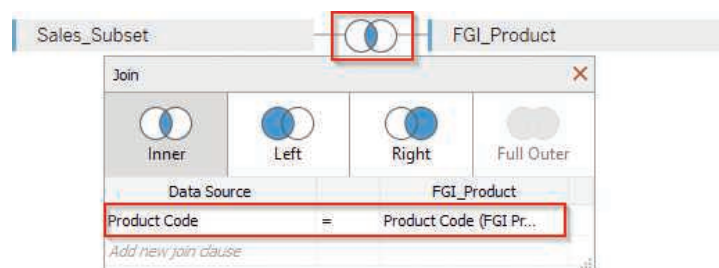 Sales_Subset FGI_Product
Join
Inner Left Right Full Outer
Data Source FGI_Product
Product Code = Product Code (FGI Pr...
Add new join clause